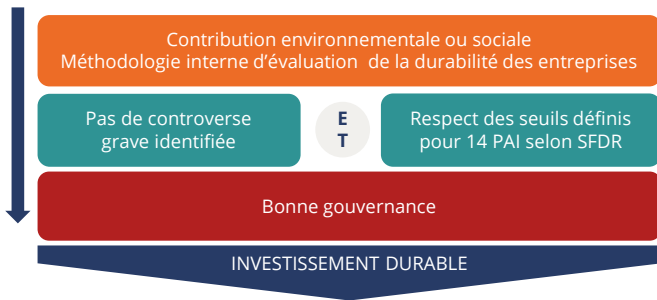 Contribution environnementale ou sociale
Méthodologie interne d'évaluation de la durabilité des entreprises
Pas de controverse
grave identifiée
E
T
Respect des seuils définis
pour 14 PAI selon SFDR
Bonne gouvernance
INVESTISSEMENT DURABLE